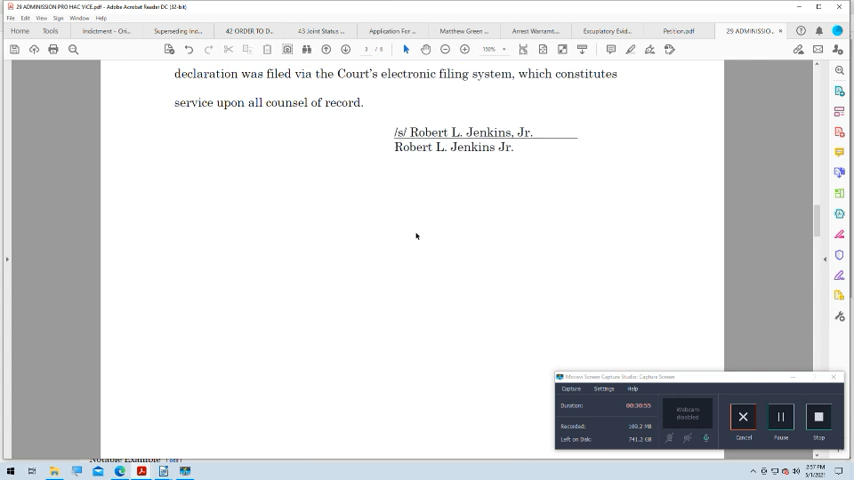 29 ADMINISSION PRO HAC VICE.pdf - Adobe Acrobat Reader DC (32-bit)
File Edit View Sign Window Help
Home Tools Indictment - Ori... Superseding Ind... 42 ORDER TO D... 43 Joint Status ... Application For ... Matthew Green ... Arrest Warrant... Exculpatory Evid... Petition.pdf 29 ADMINISSIO... ×
3 / 8 150%
declaration was filed via the Court's electronic filing system, which constitutes
service upon all counsel of record.
/s/ Robert L. Jenkins, Jr.
Robert L. Jenkins Jr.
Movavi Screen Capture Studio: Capture Screen
Capture Settings Help
Duration: 00:30:55
Webcam disabled
Recorded: 169.2 MB
Left on Disk: 741.2 GB
Cancel Pause Stop
Notable Example
2:57 PM
5/1/2021